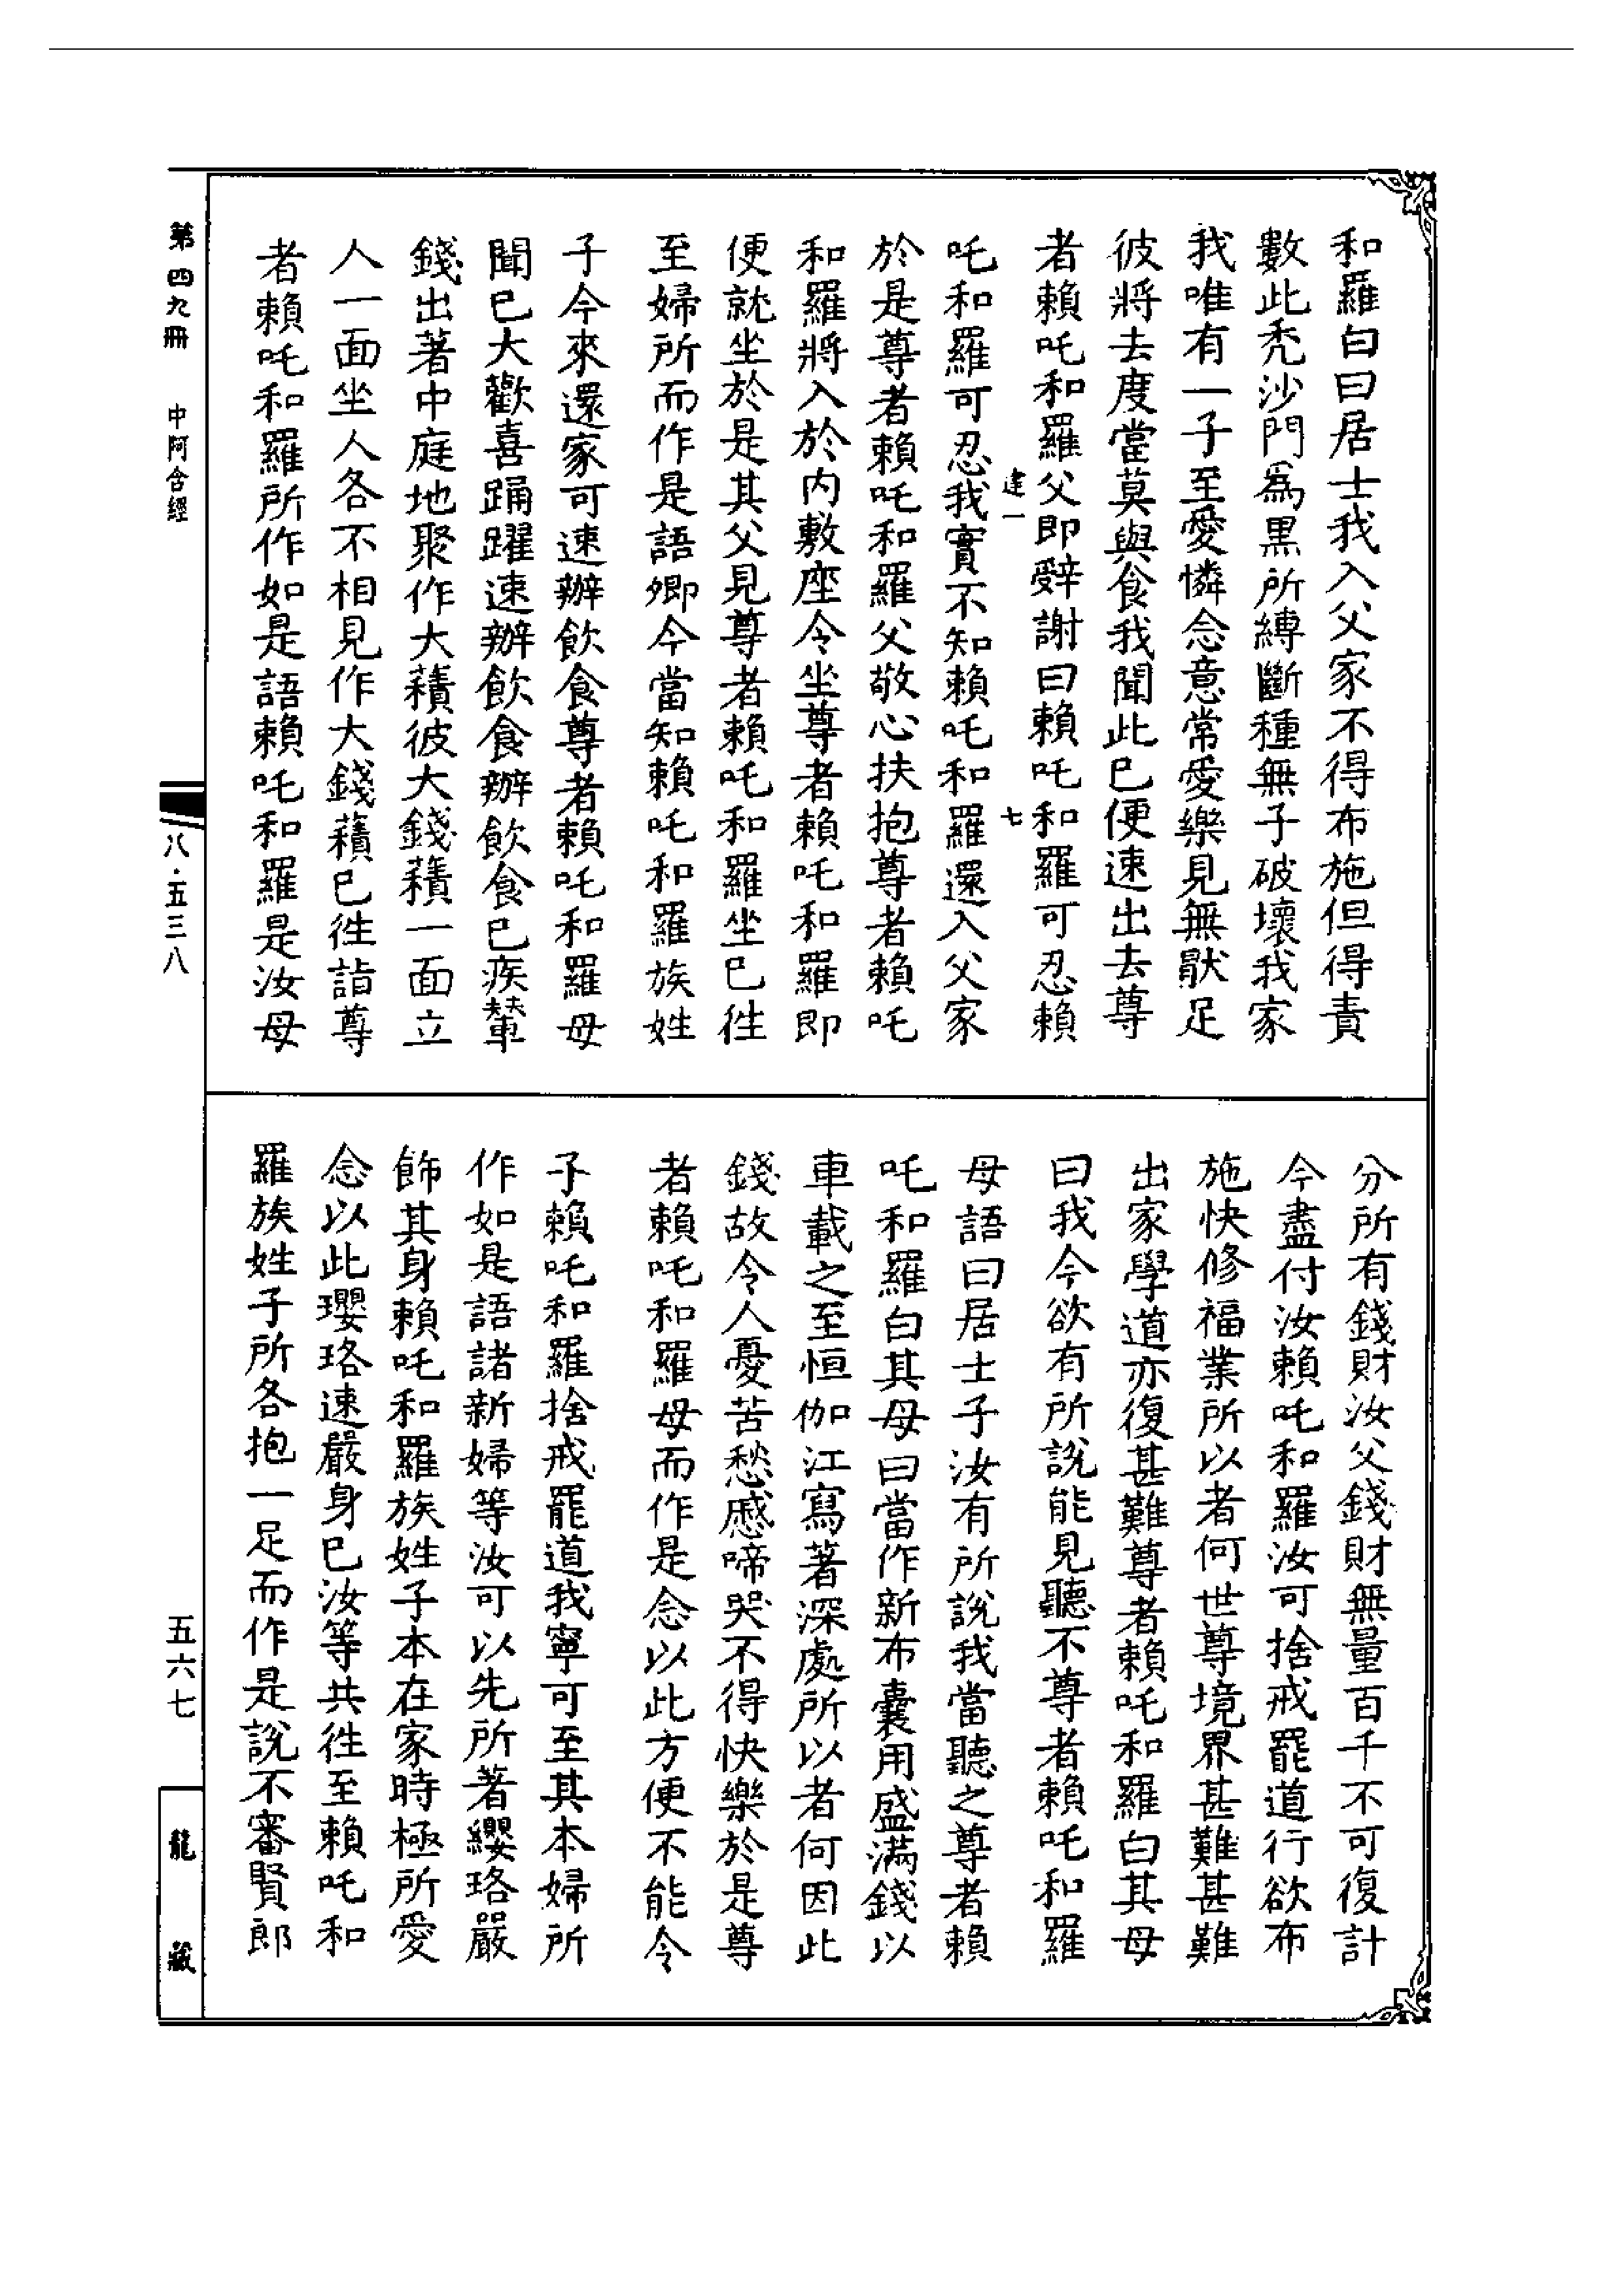 和羅白曰居士我入父家不得布施但得責
數此禿沙門為黑所縛斷種無子破壞我家
我唯有一子至愛憐念意常愛樂見無猒足
彼將去度當莫與食我聞此已便速出去尊
者賴吒和羅父即辭謝曰賴吒和羅可忍賴
建一
七
吒和羅可忍我實不知賴吒和羅還入父家
於是尊者賴吒和羅父敬心扶抱尊者賴吒
和羅將入於內敷座令坐尊者賴吒和羅即
便就坐於是其父見尊者賴吒和羅坐已往
至婦所而作是語卿今當知賴吒和羅族姓
子今來還家可速辦飲食尊者賴吒和羅母
聞已大歡喜踊躍速辦飲食辦飲食已疾輦
錢出著中庭地聚作大積彼大錢積一面立
人一面坐人各不相見作大錢積已往詣尊
者賴吒和羅所作如是語賴吒和羅是汝母
分所有錢財汝父錢財無量百千不可復計
今盡付汝賴吒和羅汝可捨戒罷道行欲布
施快修福業所以者何世尊境界甚難甚難
出家學道亦復甚難尊者賴吒和羅白其母
曰我今欲有所說能見聽不尊者賴吒和羅
母語曰居士子汝有所說我當聽之尊者賴
吒和羅白其母曰當作新布囊用盛滿錢以
車載之至恒伽江寫著深處所以者何因此
錢故令人憂苦愁慼啼哭不得快樂於是尊
者賴吒和羅母而作是念以此方便不能令
子賴吒和羅捨戒罷道我寧可至其本婦所
作如是語諸新婦等汝可以先所著纓珞嚴
飾其身賴吒和羅族姓子本在家時極所愛
念以此瓔珞速嚴身已汝等共往至賴吒和
羅族姓子所各抱一足而作是說不審賢郎
第四九冊
中阿含經
八·五三八
五六七
龍藏